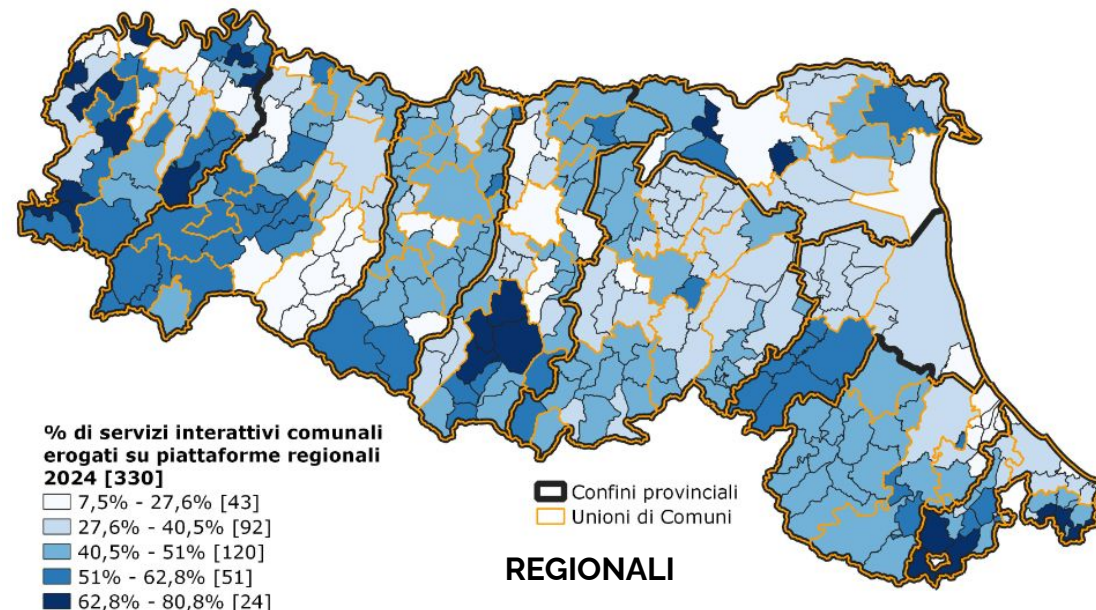 % di servizi interattivi comunali
erogati su piattaforme regionali
2024 [330]
7,5% - 27,6% [43]
27,6% - 40,5% [92]
40,5% - 51% [120]
51% - 62,8% [51]
62,8% - 80,8% [24]
Confini provinciali
Unioni di Comuni
REGIONALI